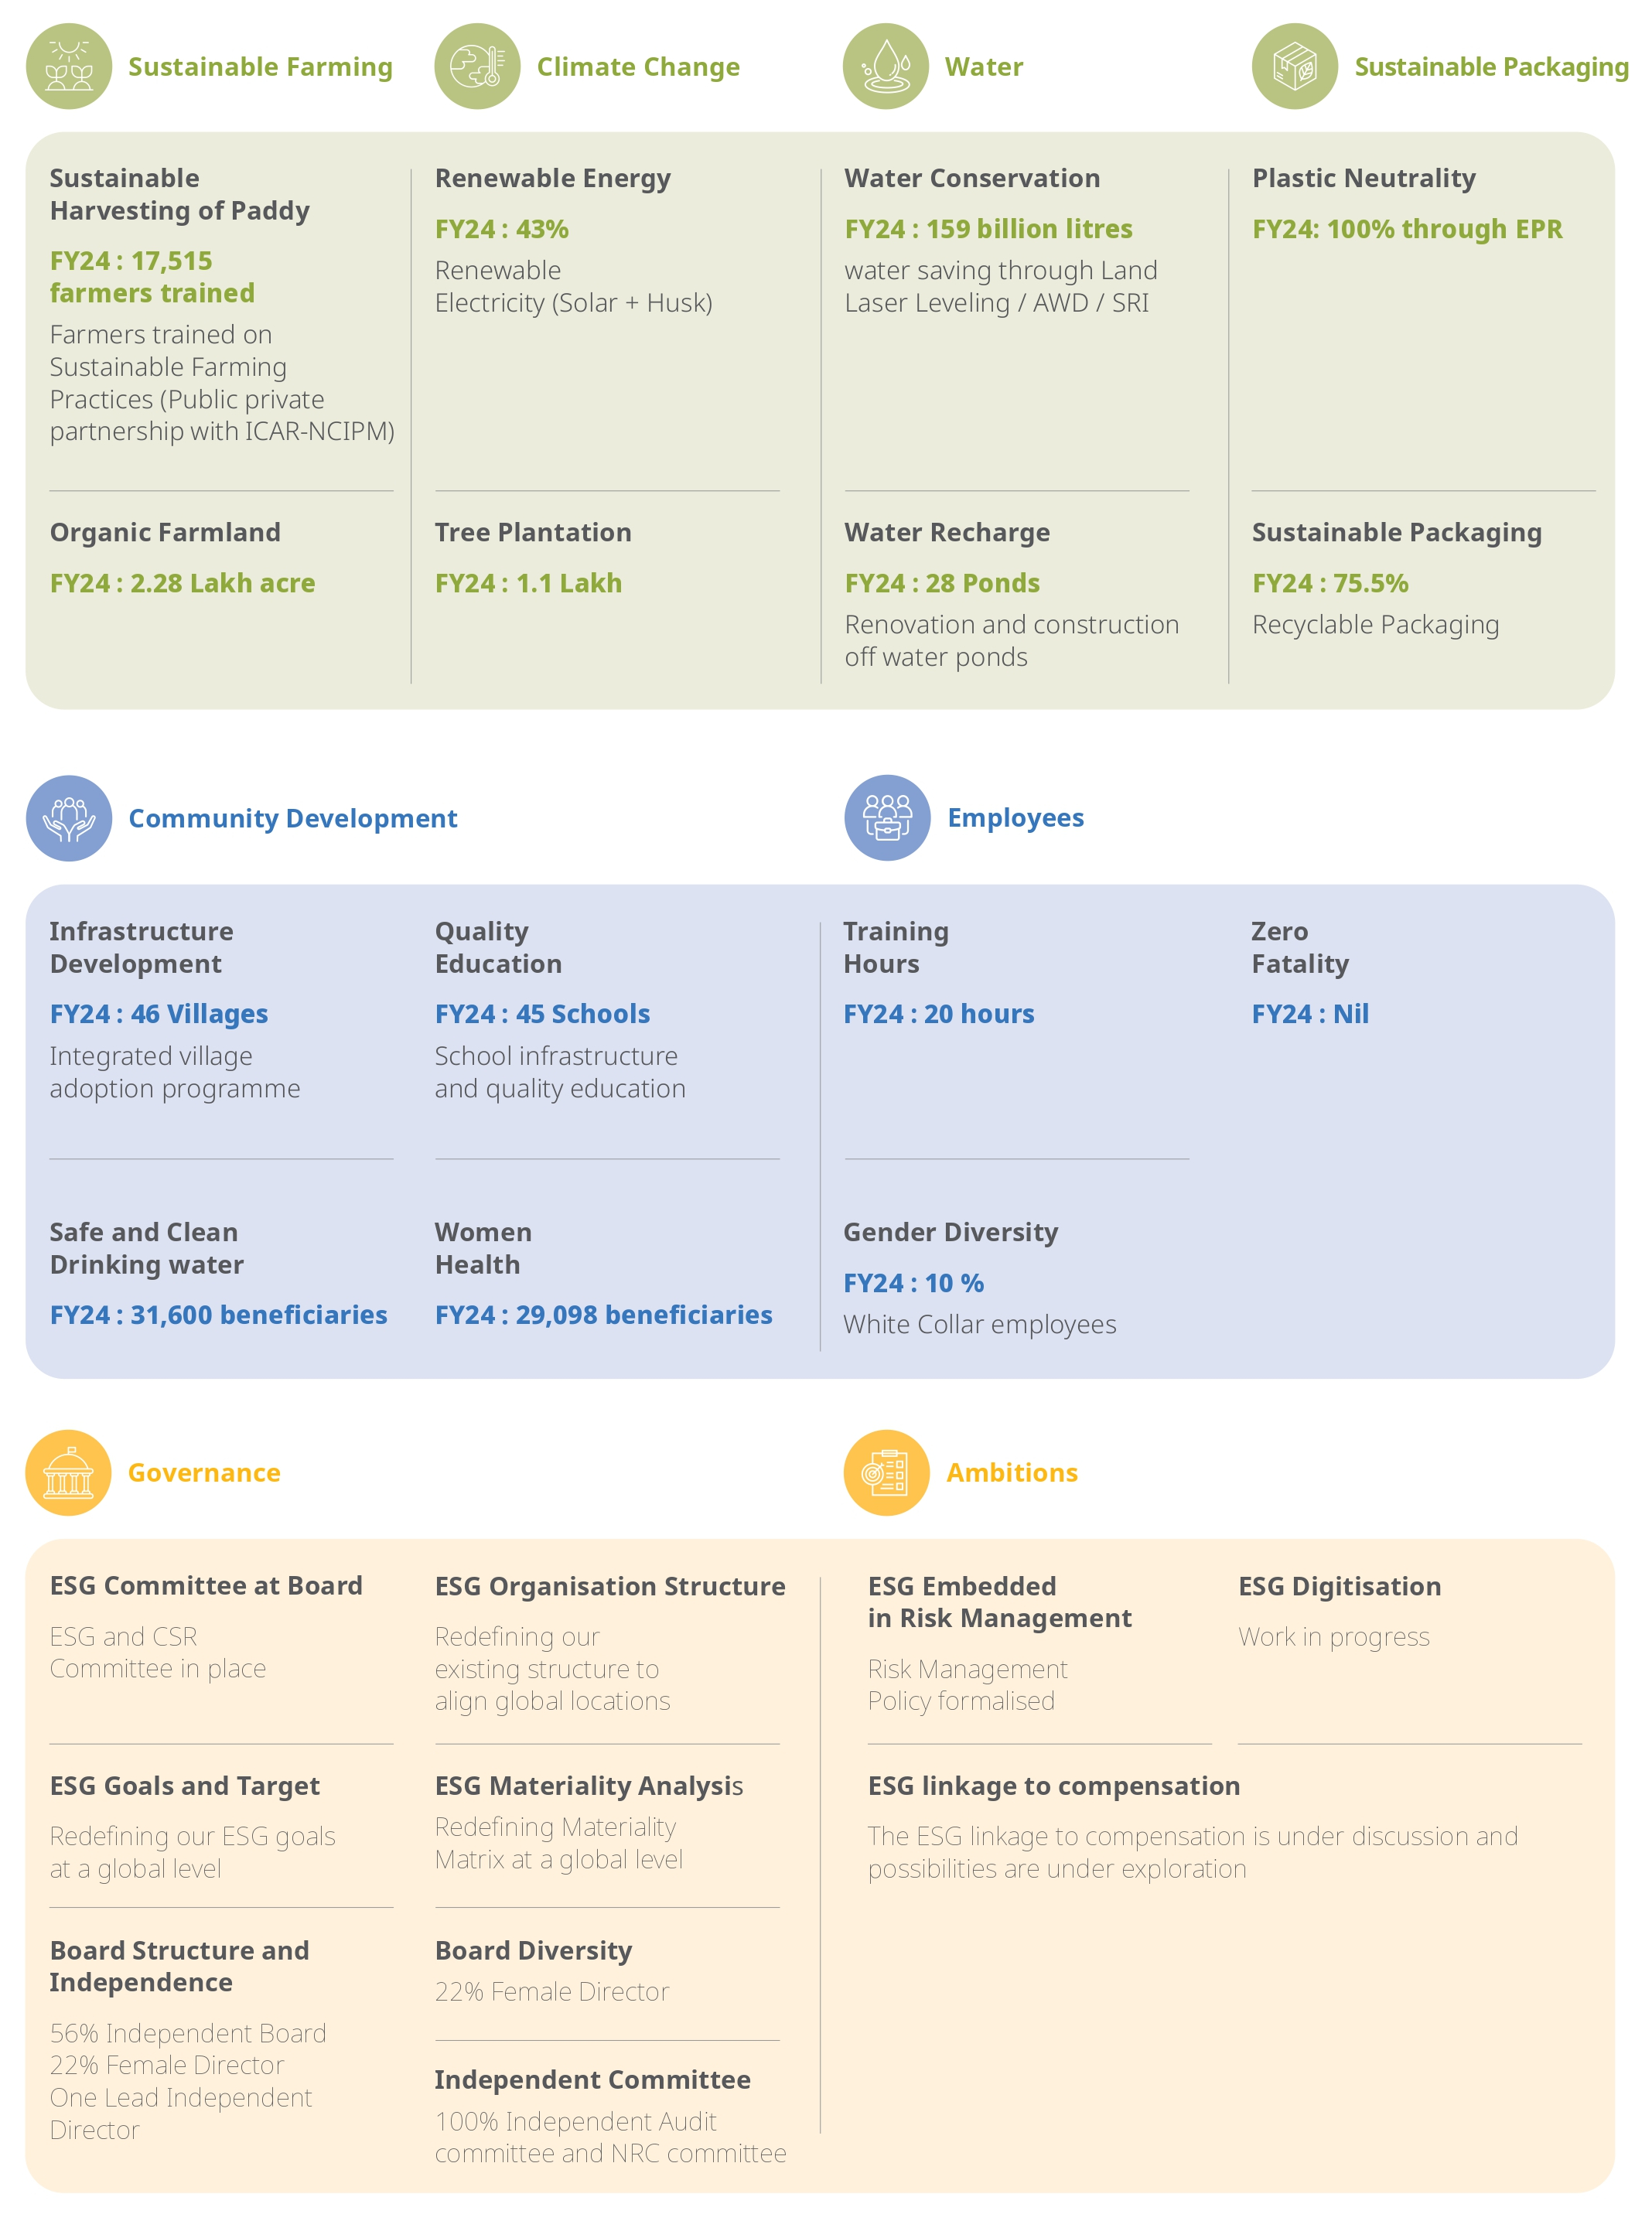 Sustainable Farming
Climate Change
Water
Sustainable Packaging
Sustainable
Harvesting of Paddy
FY24 : 17,515
farmers trained
Farmers trained on
Sustainable Farming
Practices (Public private
partnership with ICAR-NCIPM)
Organic Farmland
FY24 : 2.28 Lakh acre
Renewable Energy
FY24 : 43%
Renewable
Electricity (Solar + Husk)
Tree Plantation
FY24 : 1.1 Lakh
Water Conservation
FY24 : 159 billion litres
water saving through Land
Laser Leveling / AWD / SRI
Water Recharge
FY24 : 28 Ponds
Renovation and construction
off water ponds
Plastic Neutrality
FY24: 100% through EPR
Sustainable Packaging
FY24 : 75.5%
Recyclable Packaging
Community Development
Employees
Infrastructure
Development
FY24 : 46 Villages
Integrated village
adoption programme
Quality
Education
FY24 : 45 Schools
School infrastructure
and quality education
Safe and Clean
Drinking water
FY24 : 31,600 beneficiaries
Women
Health
FY24 : 29,098 beneficiaries
Training
Hours
FY24 : 20 hours
Zero
Fatality
FY24 : Nil
Gender Diversity
FY24 : 10 %
White Collar employees
Governance
Ambitions
ESG Committee at Board
ESG and CSR
Committee in place
ESG Organisation Structure
Redefining our
existing structure to
align global locations
ESG Goals and Target
Redefining our ESG goals
at a global level
ESG Materiality Analysis
Redefining Materiality
Matrix at a global level
Board Structure and
Independence
56% Independent Board
22% Female Director
One Lead Independent
Director
Board Diversity
22% Female Director
Independent Committee
100% Independent Audit
committee and NRC committee
ESG Embedded
in Risk Management
Risk Management
Policy formalised
ESG Digitisation
Work in progress
ESG linkage to compensation
The ESG linkage to compensation is under discussion and
possibilities are under exploration